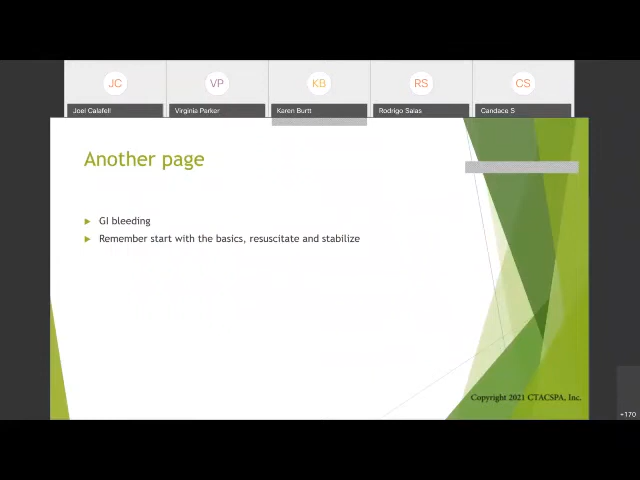 JC
VP
KB
RS
CS
Joel Calafell
Virginia Parker
Karen Burtt
Rodrigo Salas
Candace S
Another page
GI bleeding
Remember start with the basics, resuscitate and stabilize
Copyright 2021 CTACSPA, Inc.
+170